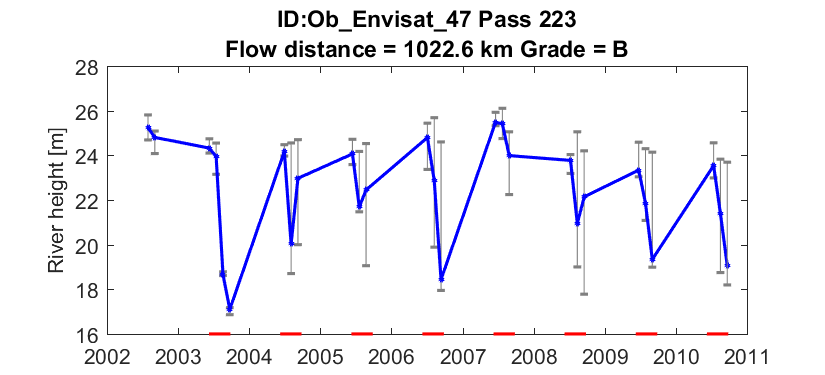 ID:Ob_Envisat_47 Pass 223
Flow distance = 1022.6 km Grade = B
River height [m]
28
26
24
22
20
18
16
2002 2003 2004 2005 2006 2007 2008 2009 2010 2011